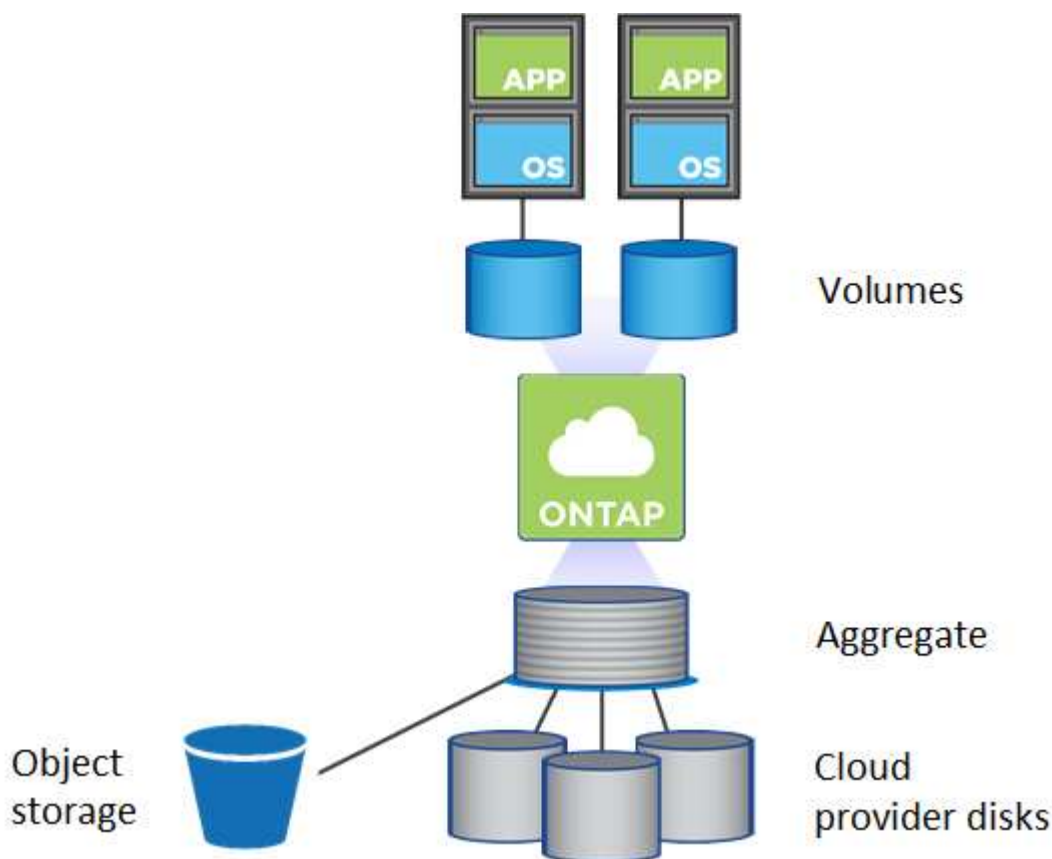 APP APP
OS OS
Volumes
ONTAP
Aggregate
Object
storage
Cloud
provider disks